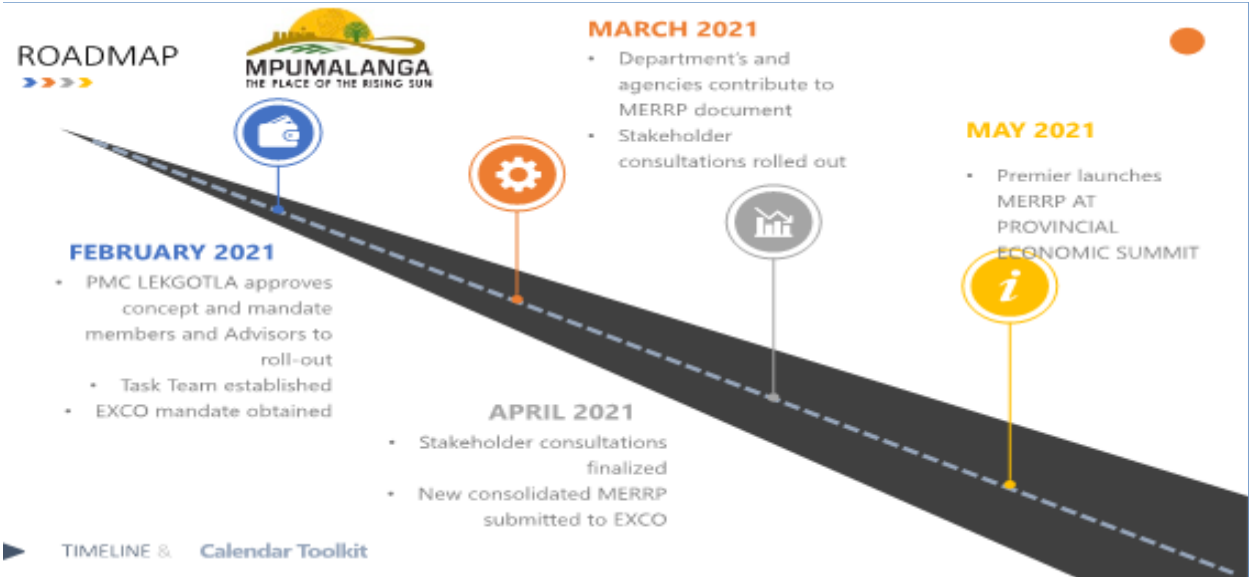 ROADMAP
MPUMALANGA
THE PLACE OF THE RISING SUN
FEBRUARY 2021
• PMC LEKGOTLA approves
concept and mandate
members and Advisors to
roll-out
• Task Team established
• EXCO mandate obtained
MARCH 2021
• Department's and
agencies contribute to
MERRP document
• Stakeholder
consultations rolled out
APRIL 2021
• Stakeholder consultations
finalized
• New consolidated MERRP
submitted to EXCO
MAY 2021
• Premier launches
MERRP AT
PROVINCIAL
ECONOMIC SUMMIT
i
TIMELINE & Calendar Toolkit